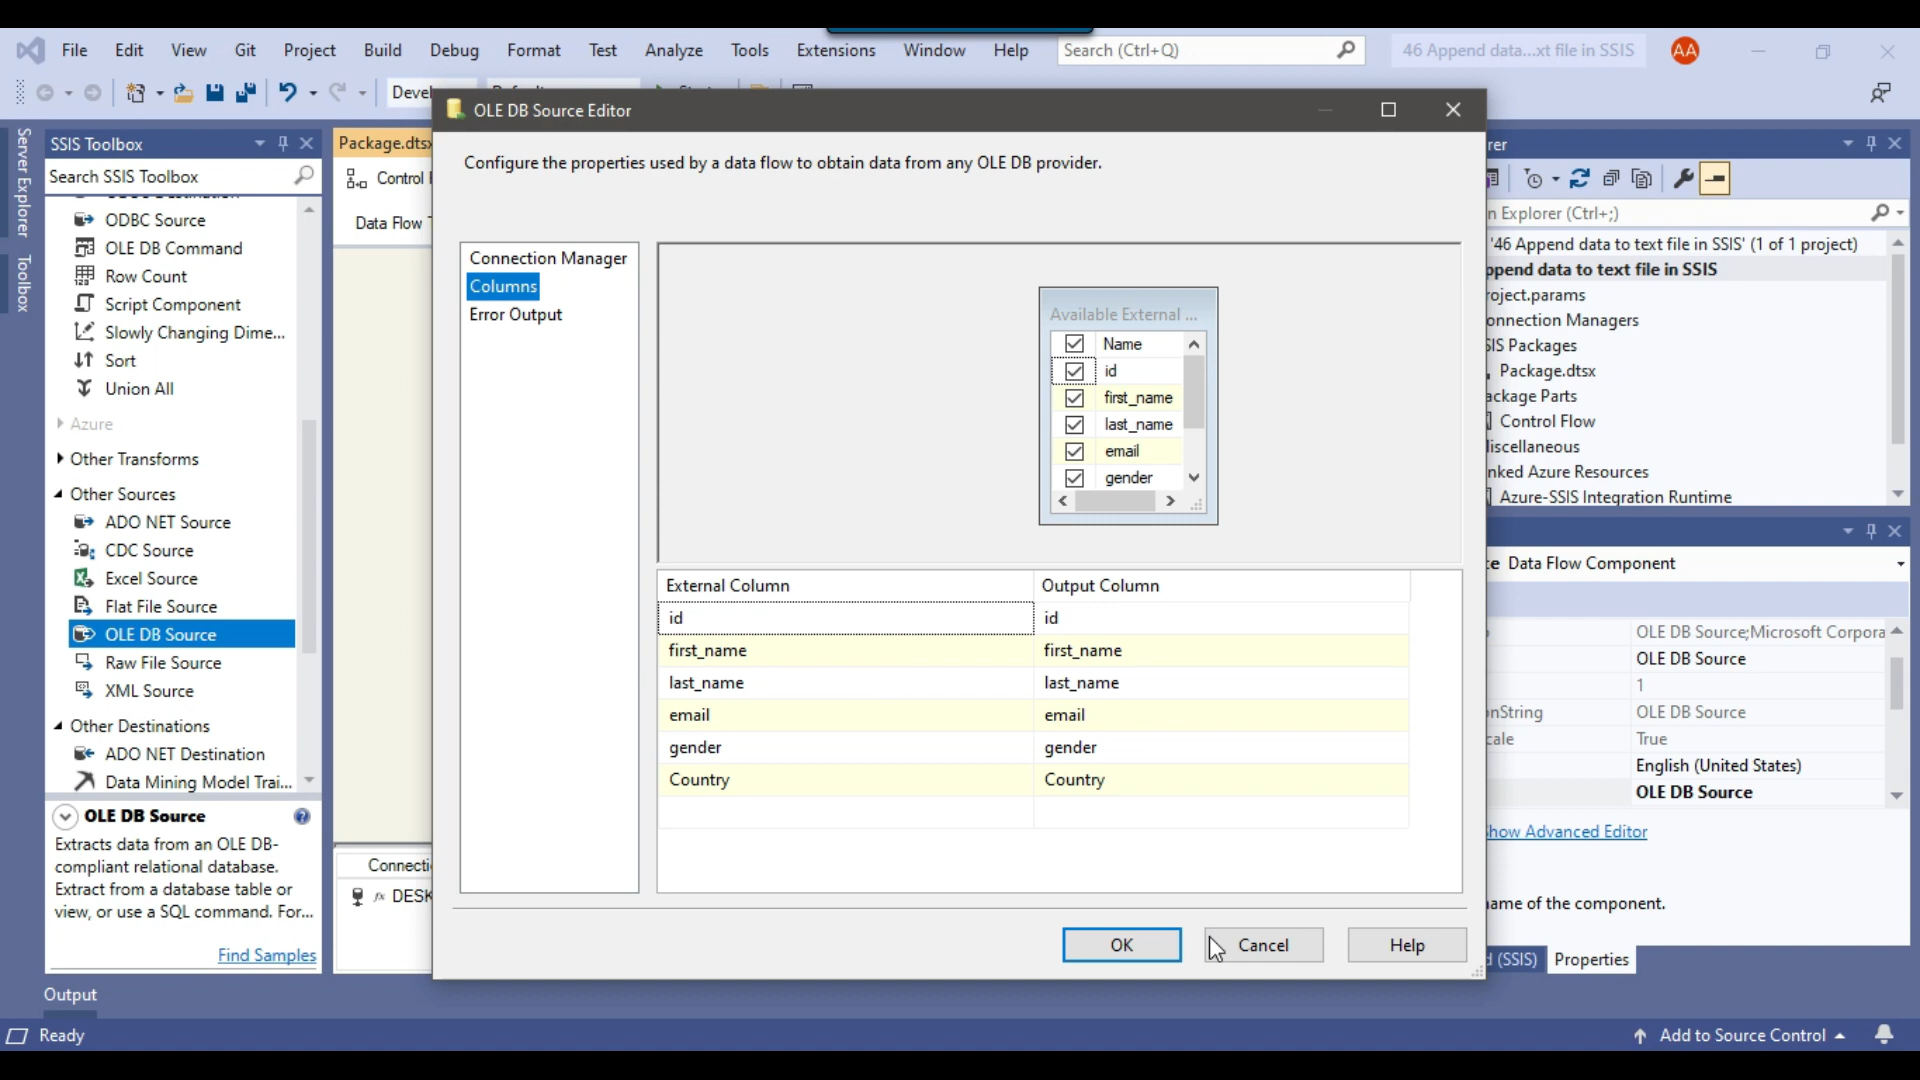 File Edit View Git Project Build Debug Team Format Test Analyze Tools Extensions Window Help Search (Ctrl+Q) 46 Append data...xt file in SSIS AA
Devel
OLE DB Source Editor
Configure the properties used by a data flow to obtain data from any OLE DB provider.
Server Explorer
Toolbox
SSIS Toolbox
Search SSIS Toolbox
ODBC Source
OLE DB Command
Row Count
Script Component
Slowly Changing Dime...
Sort
Union All
Azure
Other Transforms
Other Sources
ADO NET Source
CDC Source
Excel Source
Flat File Source
OLE DB Source
Raw File Source
XML Source
Other Destinations
ADO NET Destination
Data Mining Model Trai...
OLE DB Source
Extracts data from an OLE DB-
compliant relational database.
Extract from a database table or
view, or use a SQL command. For...
Find Samples
Package.dts
Control
Data Flow
Connecti
fx DESK
Connection Manager
Columns
Error Output
Available External ...
Name
id
first_name
last_name
email
gender
External Column Output Column
id id
first_name first_name
last_name last_name
email email
gender gender
Country Country
OK Cancel Help
rer
n Explorer (Ctrl+;)
'46 Append data to text file in SSIS' (1 of 1 project)
ppend data to text file in SSIS
roject.params
onnection Managers
SIS Packages
Package.dtsx
ackage Parts
Control Flow
iscellaneous
nked Azure Resources
Azure-SSIS Integration Runtime
ce Data Flow Component
OLE DB Source;Microsoft Corpora
OLE DB Source
1
onString OLE DB Source
cale True
English (United States)
OLE DB Source
how Advanced Editor
ame of the component.
d (SSIS) Properties
Output
Ready
Add to Source Control